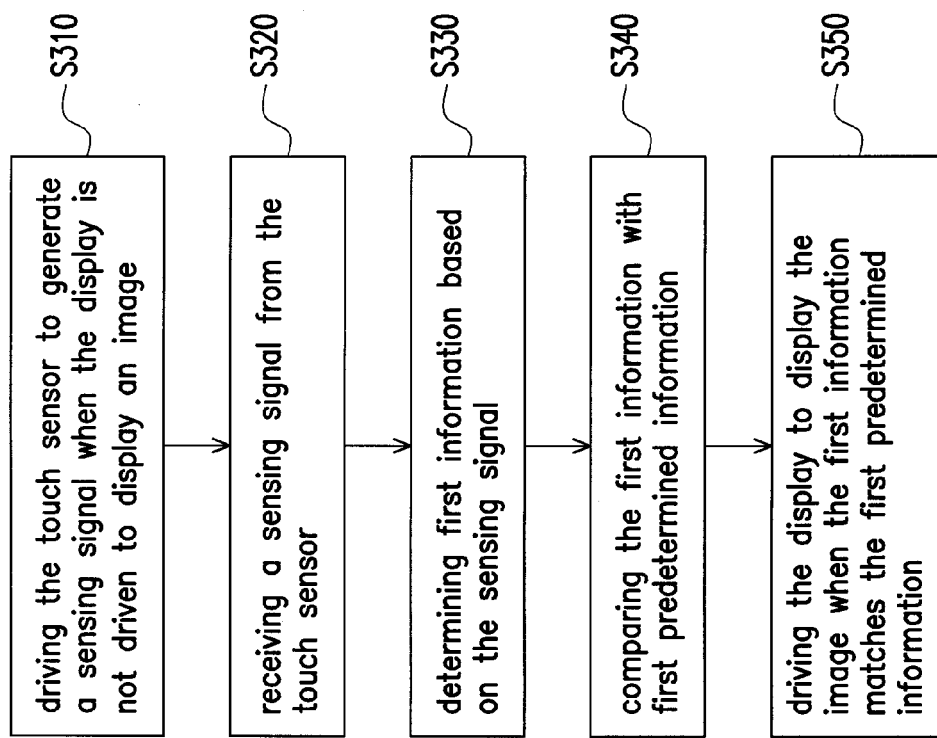 driving the touch sensor to generate
a sensing signal when the display is
not driven to display an image
S310
receiving a sensing signal from the
touch sensor
S320
determining first information based
on the sensing signal
S330
comparing the first information with
first predetermined information
S340
driving the display to display the
image when the first information
matches the first predetermined
information
S350